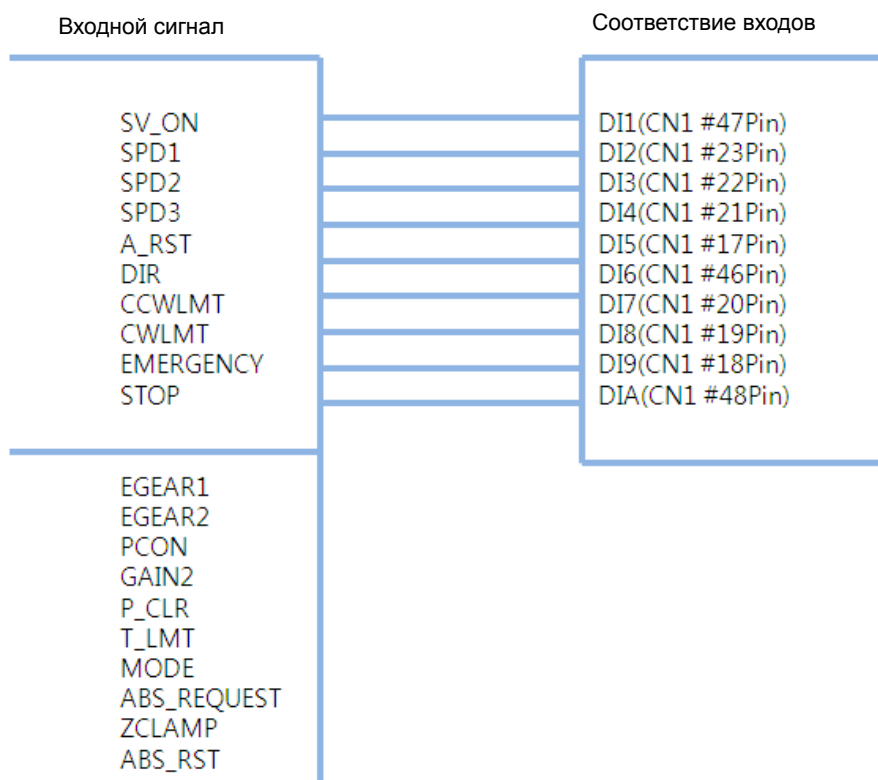 Входной сигнал
Соответствие входов
SV_ON
SPD1
SPD2
SPD3
A_RST
DIR
CCWLMT
CWLMT
EMERGENCY
STOP
DI1(CN1 #47Pin)
DI2(CN1 #23Pin)
DI3(CN1 #22Pin)
DI4(CN1 #21Pin)
DI5(CN1 #17Pin)
DI6(CN1 #46Pin)
DI7(CN1 #20Pin)
DI8(CN1 #19Pin)
DI9(CN1 #18Pin)
DIA(CN1 #48Pin)
EGEAR1
EGEAR2
PCON
GAIN2
P_CLR
T_LMT
MODE
ABS_REQUEST
ZCLAMP
ABS_RST